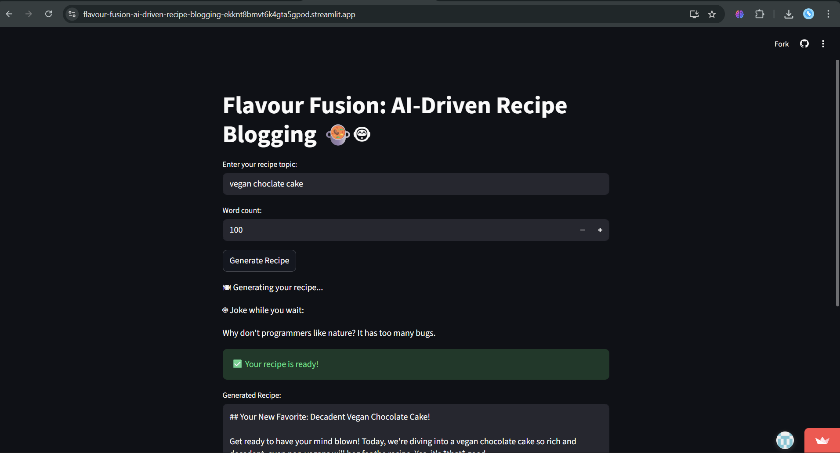 flavour-fusion-ai-driven-recipe-blogging-ekknt8bmvt6k4gta5gpod.streamlit.app
Fork
Flavour Fusion: AI-Driven Recipe
Blogging
Enter your recipe topic:
vegan choclate cake
Word count:
100
Generate Recipe
Generating your recipe...
Joke while you wait:
Why don't programmers like nature? It has too many bugs.
Your recipe is ready!
Generated Recipe:
## Your New Favorite: Decadent Vegan Chocolate Cake!
Get ready to have your mind blown! Today, we're diving into a vegan chocolate cake so rich and